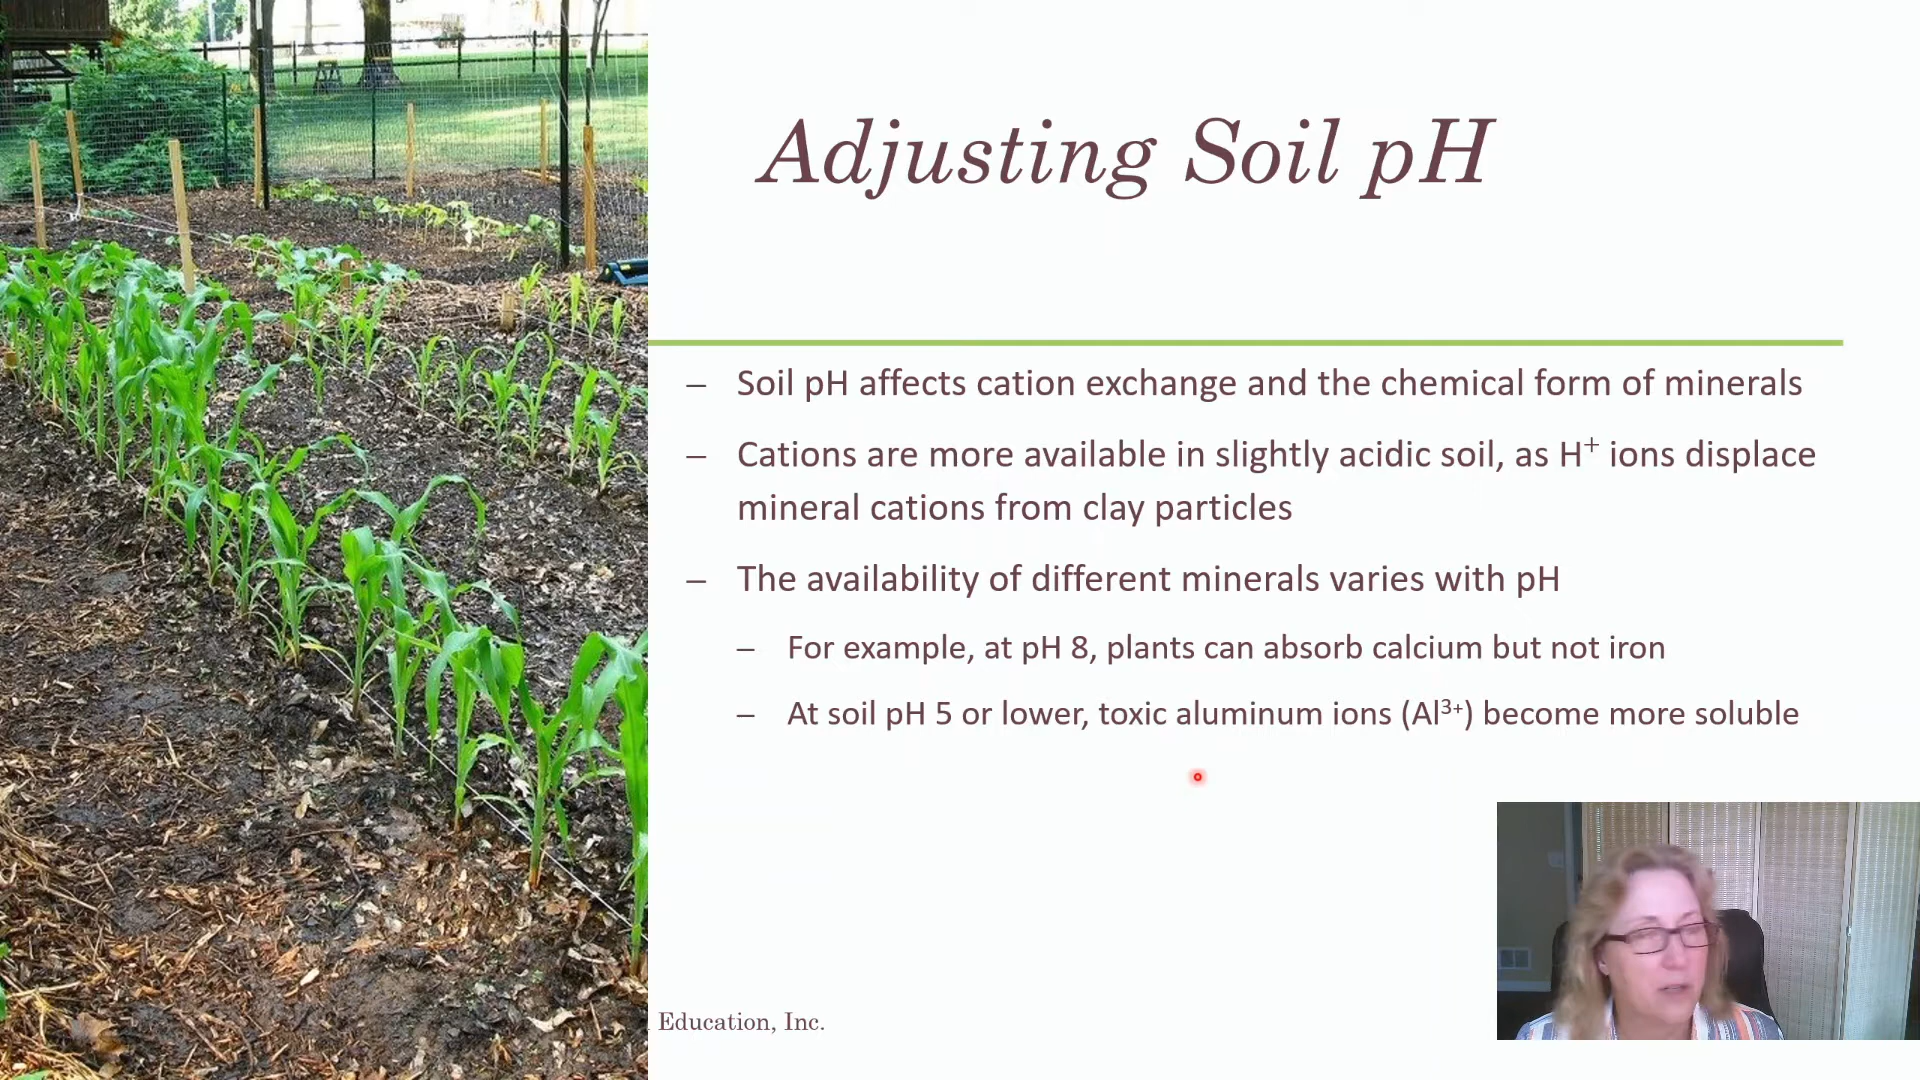 Adjusting Soil pH
– Soil pH affects cation exchange and the chemical form of minerals
– Cations are more available in slightly acidic soil, as H⁺ ions displace
mineral cations from clay particles
– The availability of different minerals varies with pH
– For example, at pH 8, plants can absorb calcium but not iron
– At soil pH 5 or lower, toxic aluminum ions (Al³⁺) become more soluble
Education, Inc.